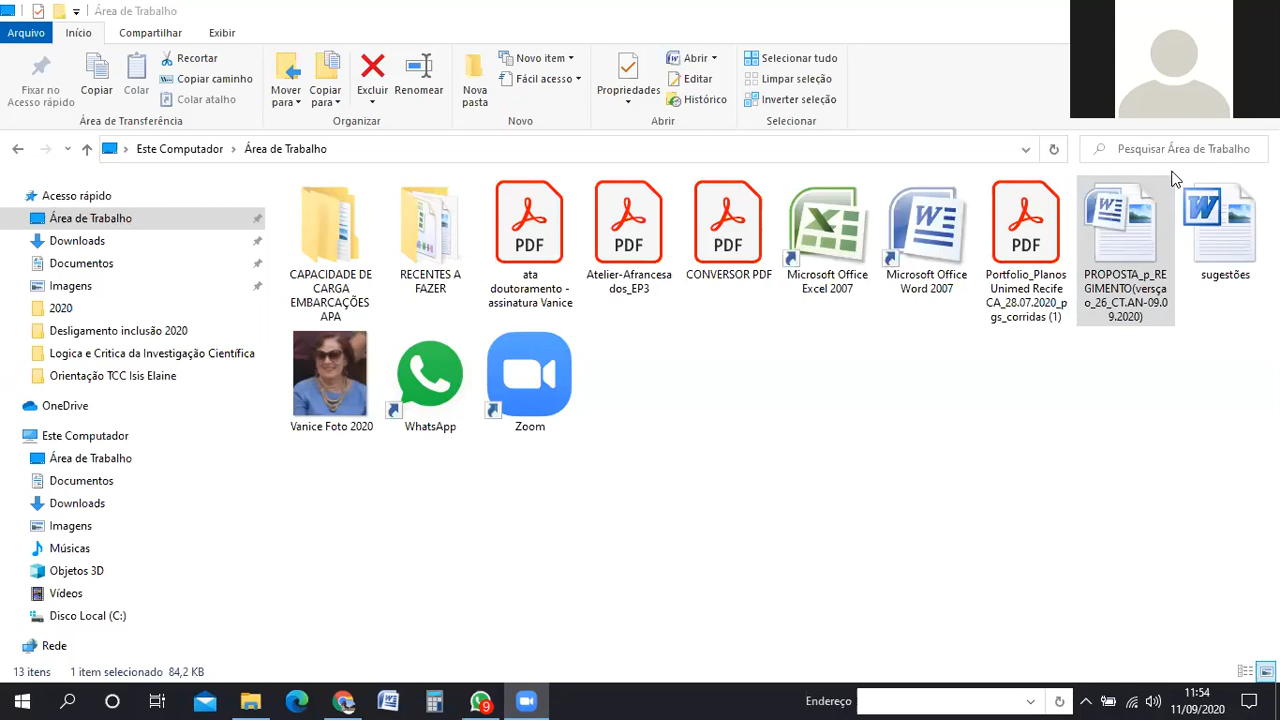 Área de Trabalho
Arquivo
Início
Compartilhar
Exibir
Fixar no
Acesso rápido
Copiar
Colar
Recortar
Copiar caminho
Colar atalho
Área de Transferência
Mover
para
Copiar
para
Excluir
Renomear
Organizar
Nova
pasta
Novo item
Fácil acesso
Novo
Propriedades
Abrir
Editar
Histórico
Abrir
Selecionar tudo
Limpar seleção
Inverter seleção
Selecionar
Este Computador
Área de Trabalho
Pesquisar Área de Trabalho
Acesso rápido
Área de Trabalho
Downloads
Documentos
Imagens
2020
Desligamento inclusão 2020
Logica e Critica da Investigação Científica
Orientação TCC Isis Elaine
OneDrive
Este Computador
Área de Trabalho
Documentos
Downloads
Imagens
Músicas
Objetos 3D
Vídeos
Disco Local (C:)
Rede
CAPACIDADE DE
CARGA
EMBARCAÇÕES
APA
RECENTES A
FAZER
PDF
ata
doutoramento -
assinatura Vanice
PDF
Atelier-Afrancesa
dos_EP3
PDF
CONVERSOR PDF
Microsoft Office
Excel 2007
Microsoft Office
Word 2007
PDF
Portfolio_Planos
Unimed Recife
CA_28.07.2020_p
gs_corridas (1)
PROPOSTA_p_RE
GIMENTO(versça
o_26_CT.AN-09.0
9.2020)
sugestões
Vanice Foto 2020
WhatsApp
Zoom
13 itens
1 item selecionado 84,2 KB
9
Endereço
11:54
11/09/2020